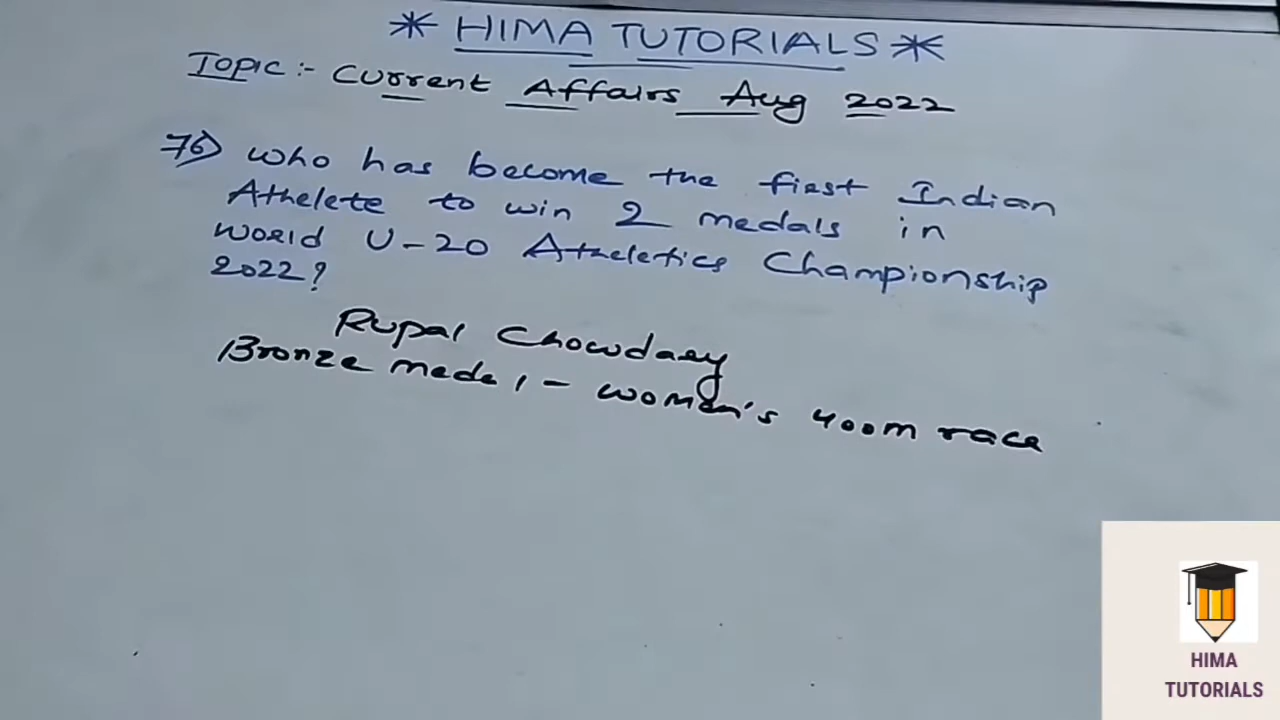 * HIMA TUTORIALS *
Topic:- Current Affairs Aug 2022
76) Who has become the first Indian
Athelete to win 2 medals in
World U-20 Atheletics Championship
2022?
Rupal Chowdary
Bronze medal - women's 400m race
HIMA
TUTORIALS